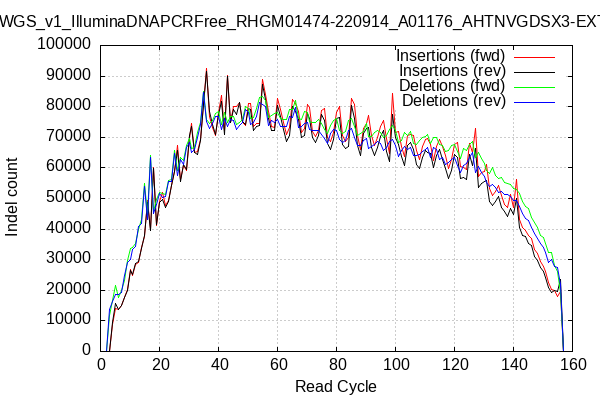 WGS_v1_IlluminaDNAPCRFree_RHGM01474-220914_A01176_AHTNVGDSX3-EXT
Insertions (fwd)
Insertions (rev)
Deletions (fwd)
Deletions (rev)
100000
90000
80000
70000
60000
50000
40000
30000
20000
10000
0
Indel count
0 20 40 60 80 100 120 140 160
Read Cycle